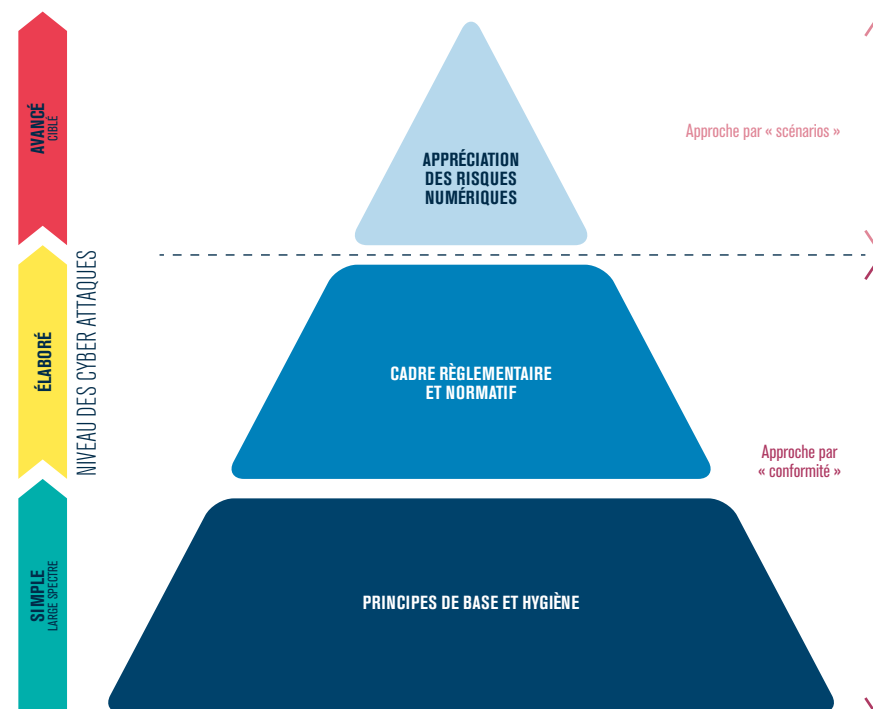 AVANCÉ
CIBLÉ
Approche par « scénarios »
APPRÉCIATION
DES RISQUES
NUMÉRIQUES
NIVEAU DES CYBER ATTAQUES
ÉLABORÉ
CADRE RÈGLEMENTAIRE
ET NORMATIF
Approche par
« conformité »
SIMPLE
LARGE SPECTRE
PRINCIPES DE BASE ET HYGIÈNE